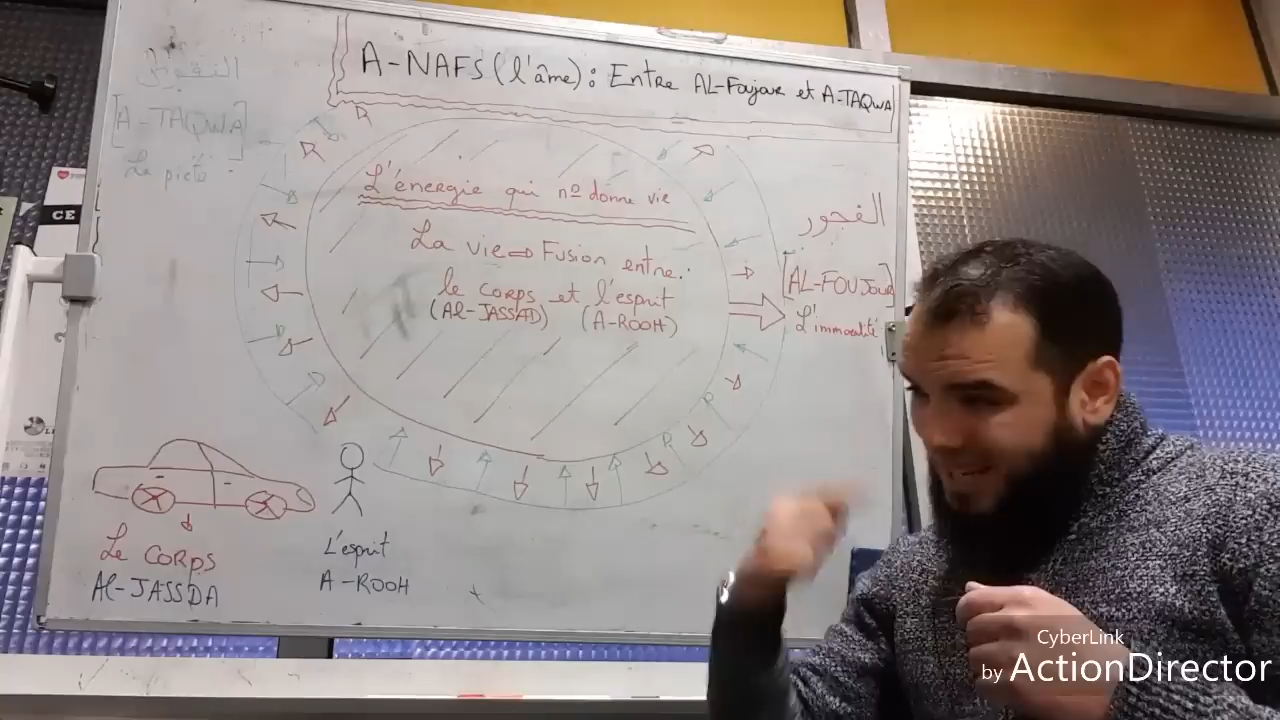 A-NAFS (l'âme) : Entre AL-Foujour et A-TAQWA
التقوى
[A-TAQWA]
La piété
L'énergie qui n° donne vie
La vie ⇒ Fusion entre :
le corps et l'esprit
(Al-JASSAD) (A-ROOH)
الفجور
[AL-FOUJOUR]
L'immoralité
Le CORPS
Al-JASSDA
L'esprit
A-ROOH
CE
CyberLink
by ActionDirector